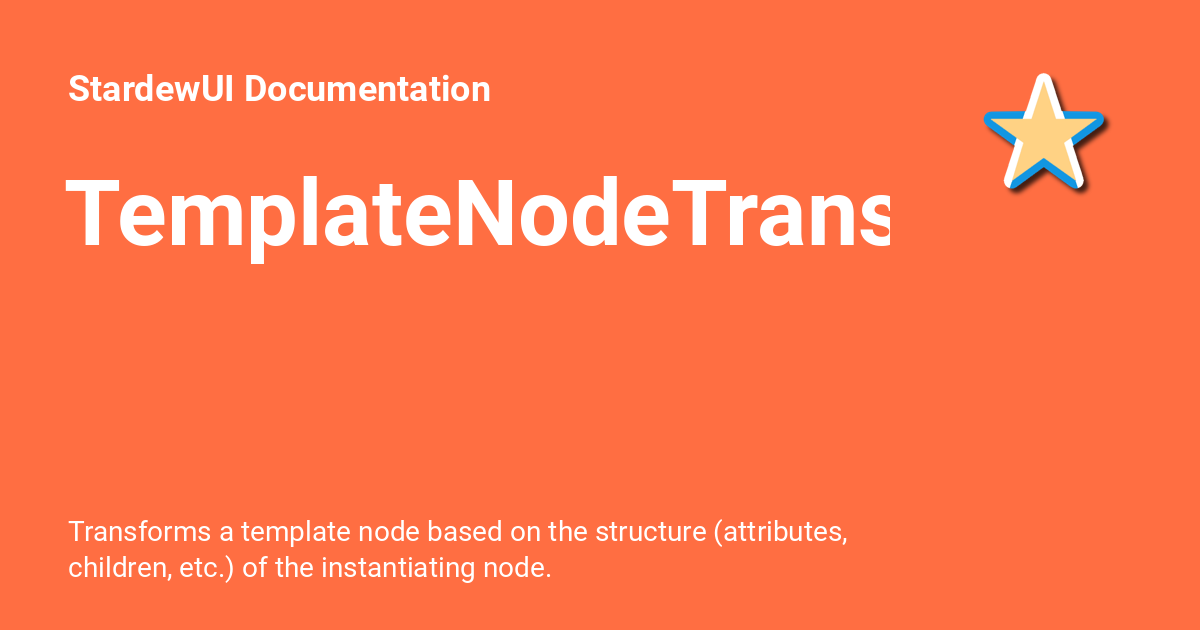 StardewUI Documentation
TemplateNodeTrans
Transforms a template node based on the structure (attributes,
children, etc.) of the instantiating node.